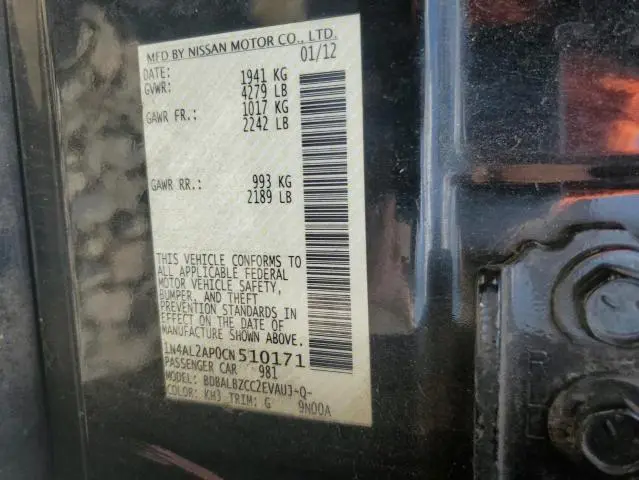 MFD BY NISSAN MOTOR CO., LTD.
DATE: 01/12
GVWR: 1941 KG
4279 LB
GAWR FR.: 1017 KG
2242 LB
GAWR RR.: 993 KG
2189 LB
THIS VEHICLE CONFORMS TO
ALL APPLICABLE FEDERAL
MOTOR VEHICLE SAFETY,
BUMPER, AND THEFT
PREVENTION STANDARDS IN
EFFECT ON THE DATE OF
MANUFACTURE SHOWN ABOVE.
1N4AL2AP0CN510171
PASSENGER CAR 981
MODEL: BDBALBZCC2EVAUJ-Q-
COLOR: KH3 TRIM: G 9N00A